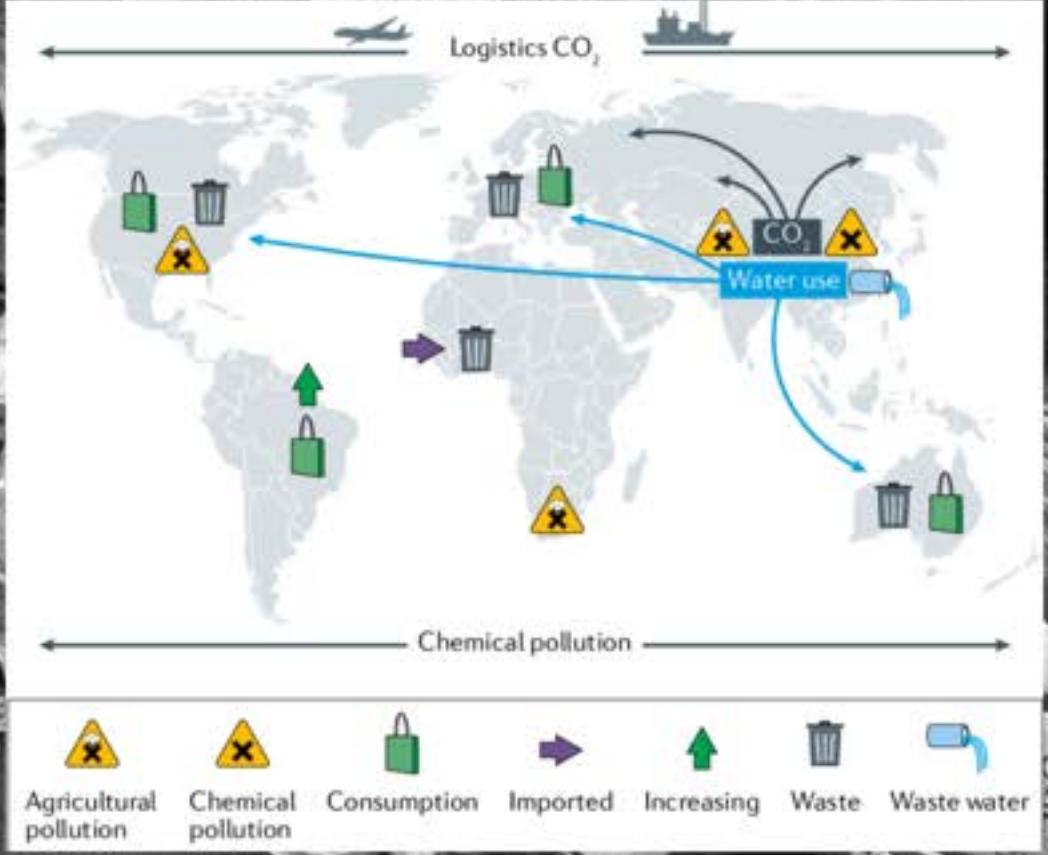 Logistics CO₂
CO₂
Water use
Chemical pollution
Agricultural
pollution
Chemical
pollution
Consumption
Imported
Increasing
Waste
Waste water